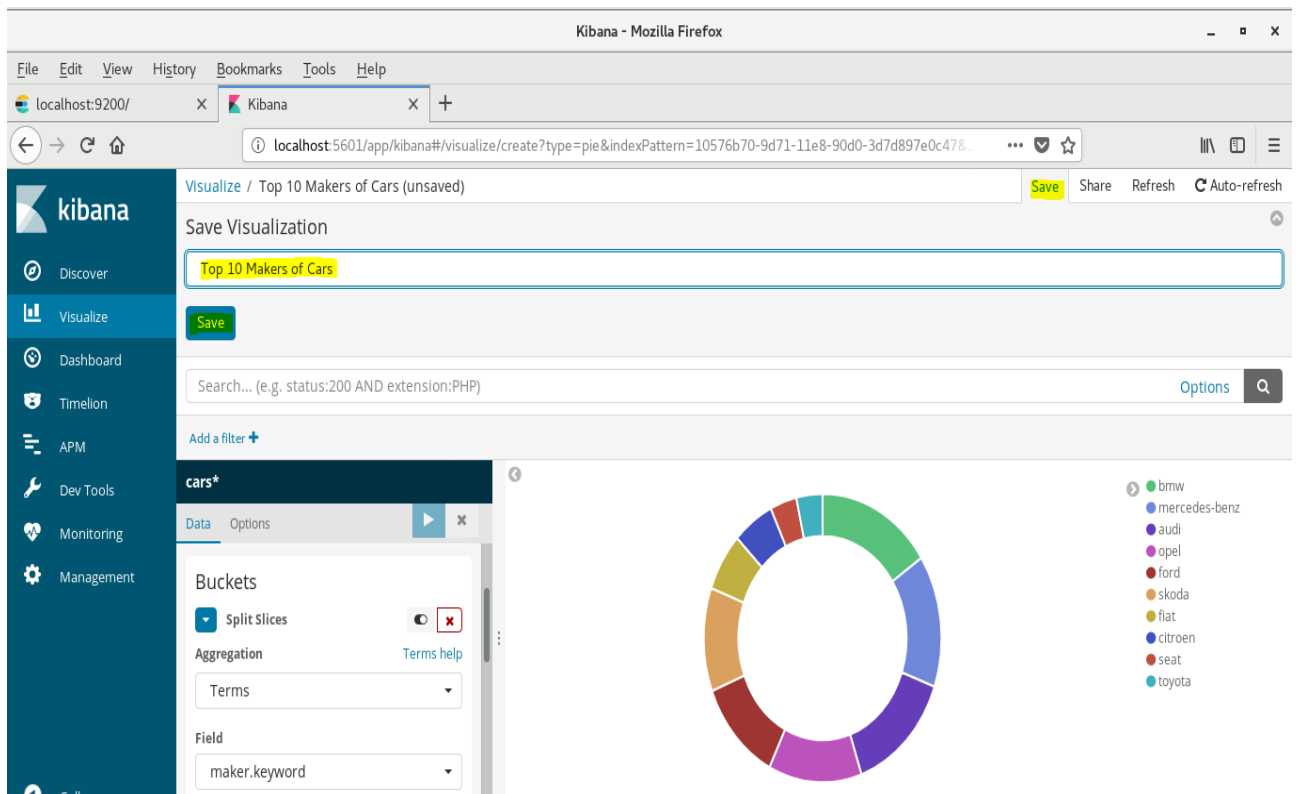 Kibana - Mozilla Firefox
File Edit View History Bookmarks Tools Help
localhost:9200/
Kibana
localhost:5601/app/kibana#/visualize/create?type=pie&indexPattern=10576b70-9d71-11e8-90d0-3d7d897e0c47&
kibana
Discover
Visualize
Dashboard
Timelion
APM
Dev Tools
Monitoring
Management
Visualize / Top 10 Makers of Cars (unsaved)
Save Share Refresh Auto-refresh
Save Visualization
Top 10 Makers of Cars
Save
Search... (e.g. status:200 AND extension:PHP)
Options
Add a filter
cars*
Data Options
Buckets
Split Slices
Aggregation Terms help
Terms
Field
maker.keyword
bmw
mercedes-benz
audi
opel
ford
skoda
fiat
citroen
seat
toyota